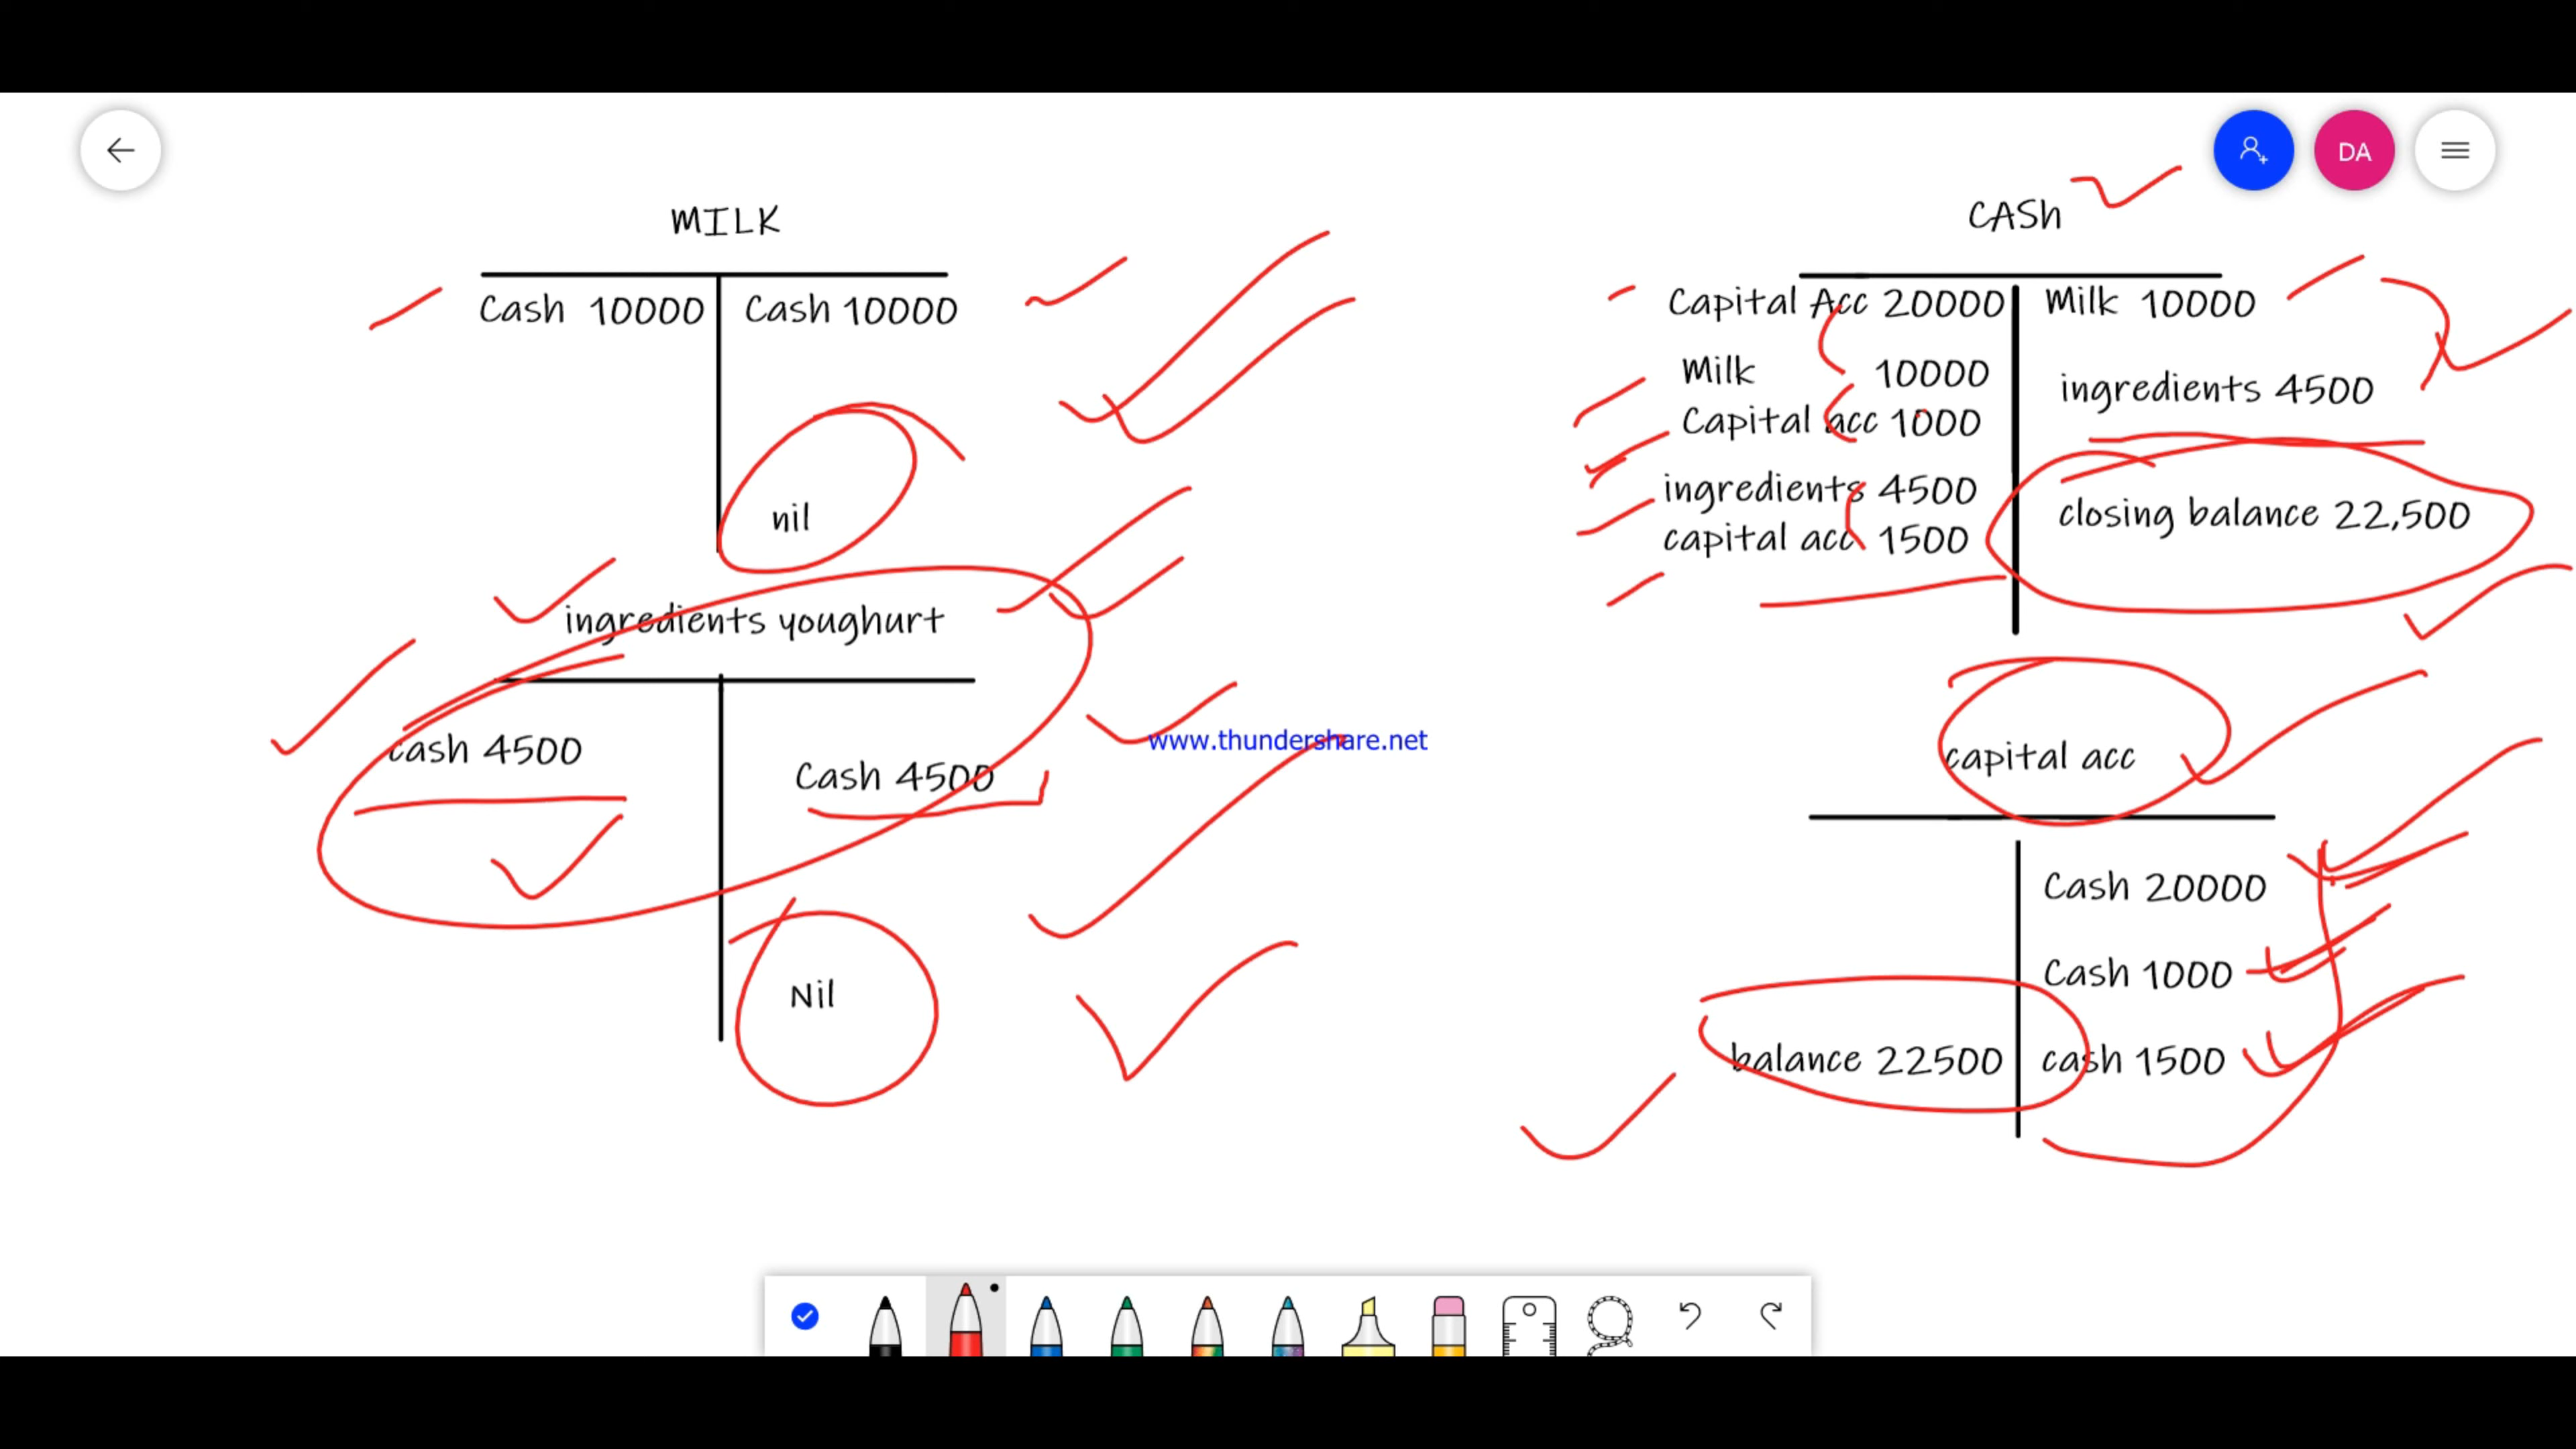 DA
MILK
Cash 10000 Cash 10000
nil
ingredients youghurt
cash 4500
Cash 4500
Nil
www.thundershare.net
CASh
Capital Acc 20000 Milk 10000
Milk 10000
ingredients 4500
Capital acc 1000
ingredients 4500
closing balance 22,500
capital acc 1500
capital acc
Cash 20000
Cash 1000
balance 22500 cash 1500